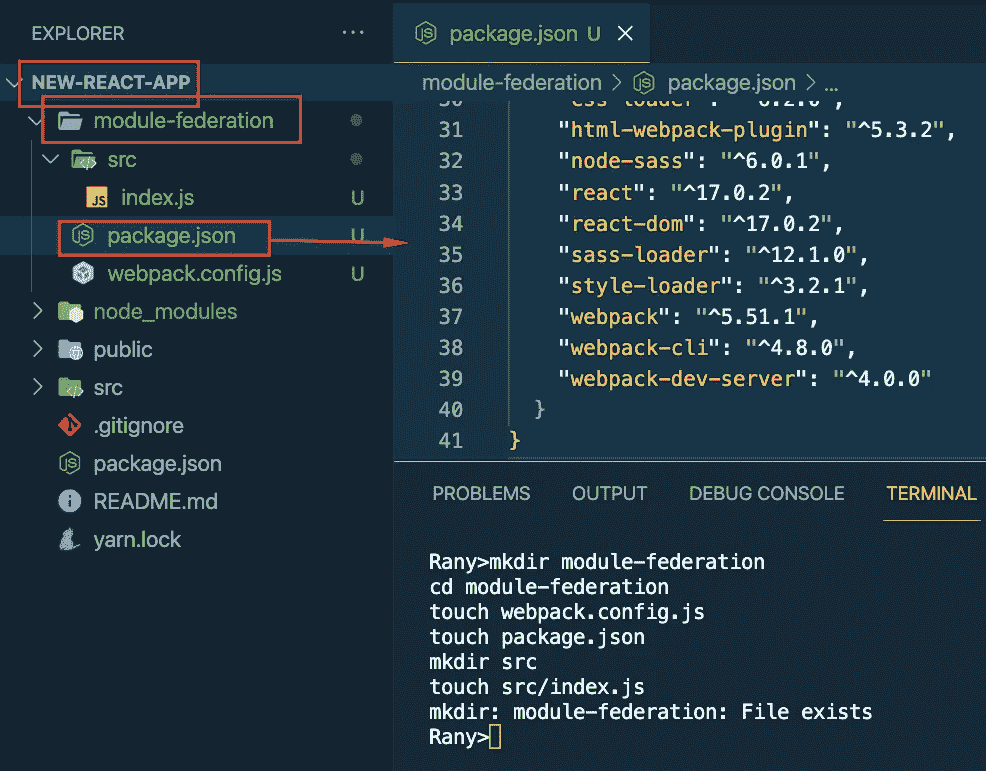 EXPLORER
NEW-REACT-APP
module-federation
src
index.js U
package.json U
webpack.config.js U
node_modules
public
src
.gitignore
package.json
README.md
yarn.lock
package.json U
module-federation > package.json > ...
30 "css-loader": "^6.2.0",
31 "html-webpack-plugin": "^5.3.2",
32 "node-sass": "^6.0.1",
33 "react": "^17.0.2",
34 "react-dom": "^17.0.2",
35 "sass-loader": "^12.1.0",
36 "style-loader": "^3.2.1",
37 "webpack": "^5.51.1",
38 "webpack-cli": "^4.8.0",
39 "webpack-dev-server": "^4.0.0"
40 }
41 }
PROBLEMS OUTPUT DEBUG CONSOLE TERMINAL
Rany>mkdir module-federation
cd module-federation
touch webpack.config.js
touch package.json
mkdir src
touch src/index.js
mkdir: module-federation: File exists
Rany>